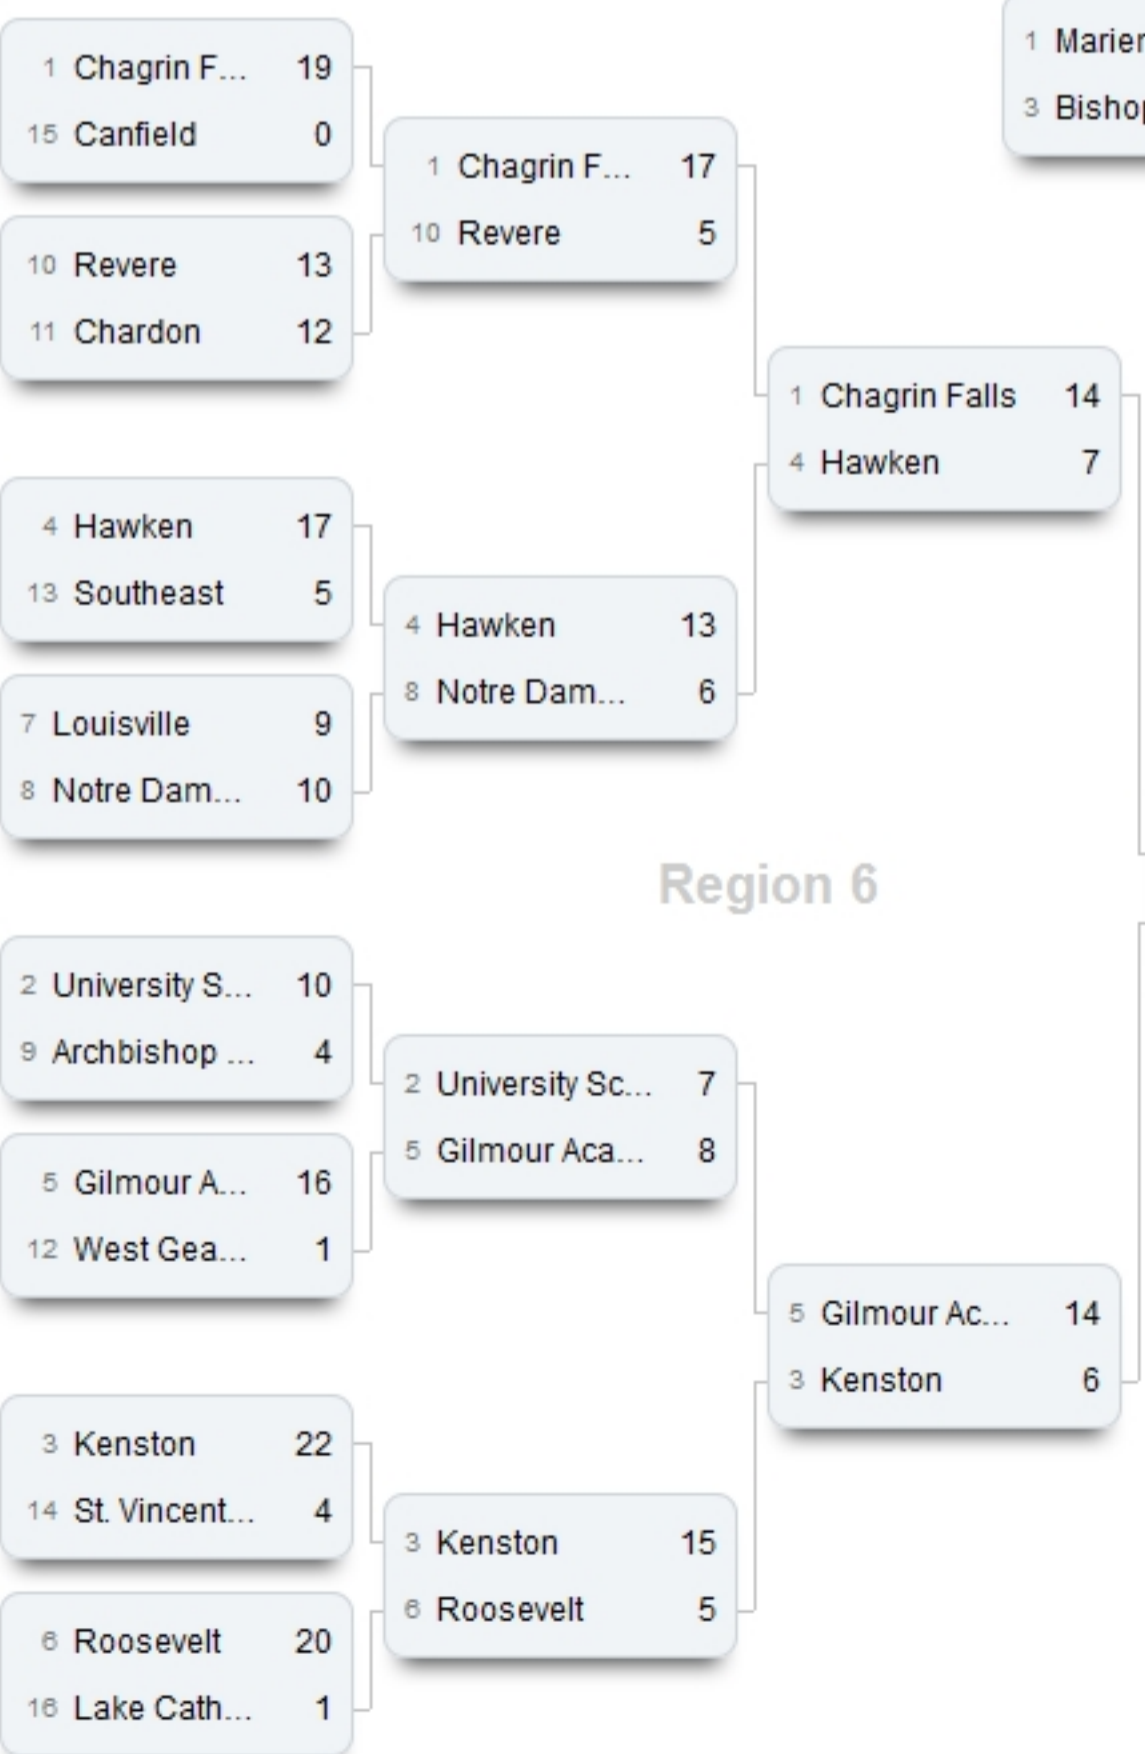 1 Chagrin F... 19
15 Canfield 0
10 Revere 13
11 Chardon 12
4 Hawken 17
13 Southeast 5
7 Louisville 9
8 Notre Dam... 10
2 University S... 10
9 Archbishop ... 4
5 Gilmour A... 16
12 West Gea... 1
3 Kenston 22
14 St. Vincent... 4
6 Roosevelt 20
16 Lake Cath... 1
1 Chagrin F... 17
10 Revere 5
4 Hawken 13
8 Notre Dam... 6
2 University Sc... 7
5 Gilmour Aca... 8
3 Kenston 15
6 Roosevelt 5
1 Chagrin Falls 14
4 Hawken 7
Region 6
5 Gilmour Ac... 14
3 Kenston 6
1 Marier
3 Bishop